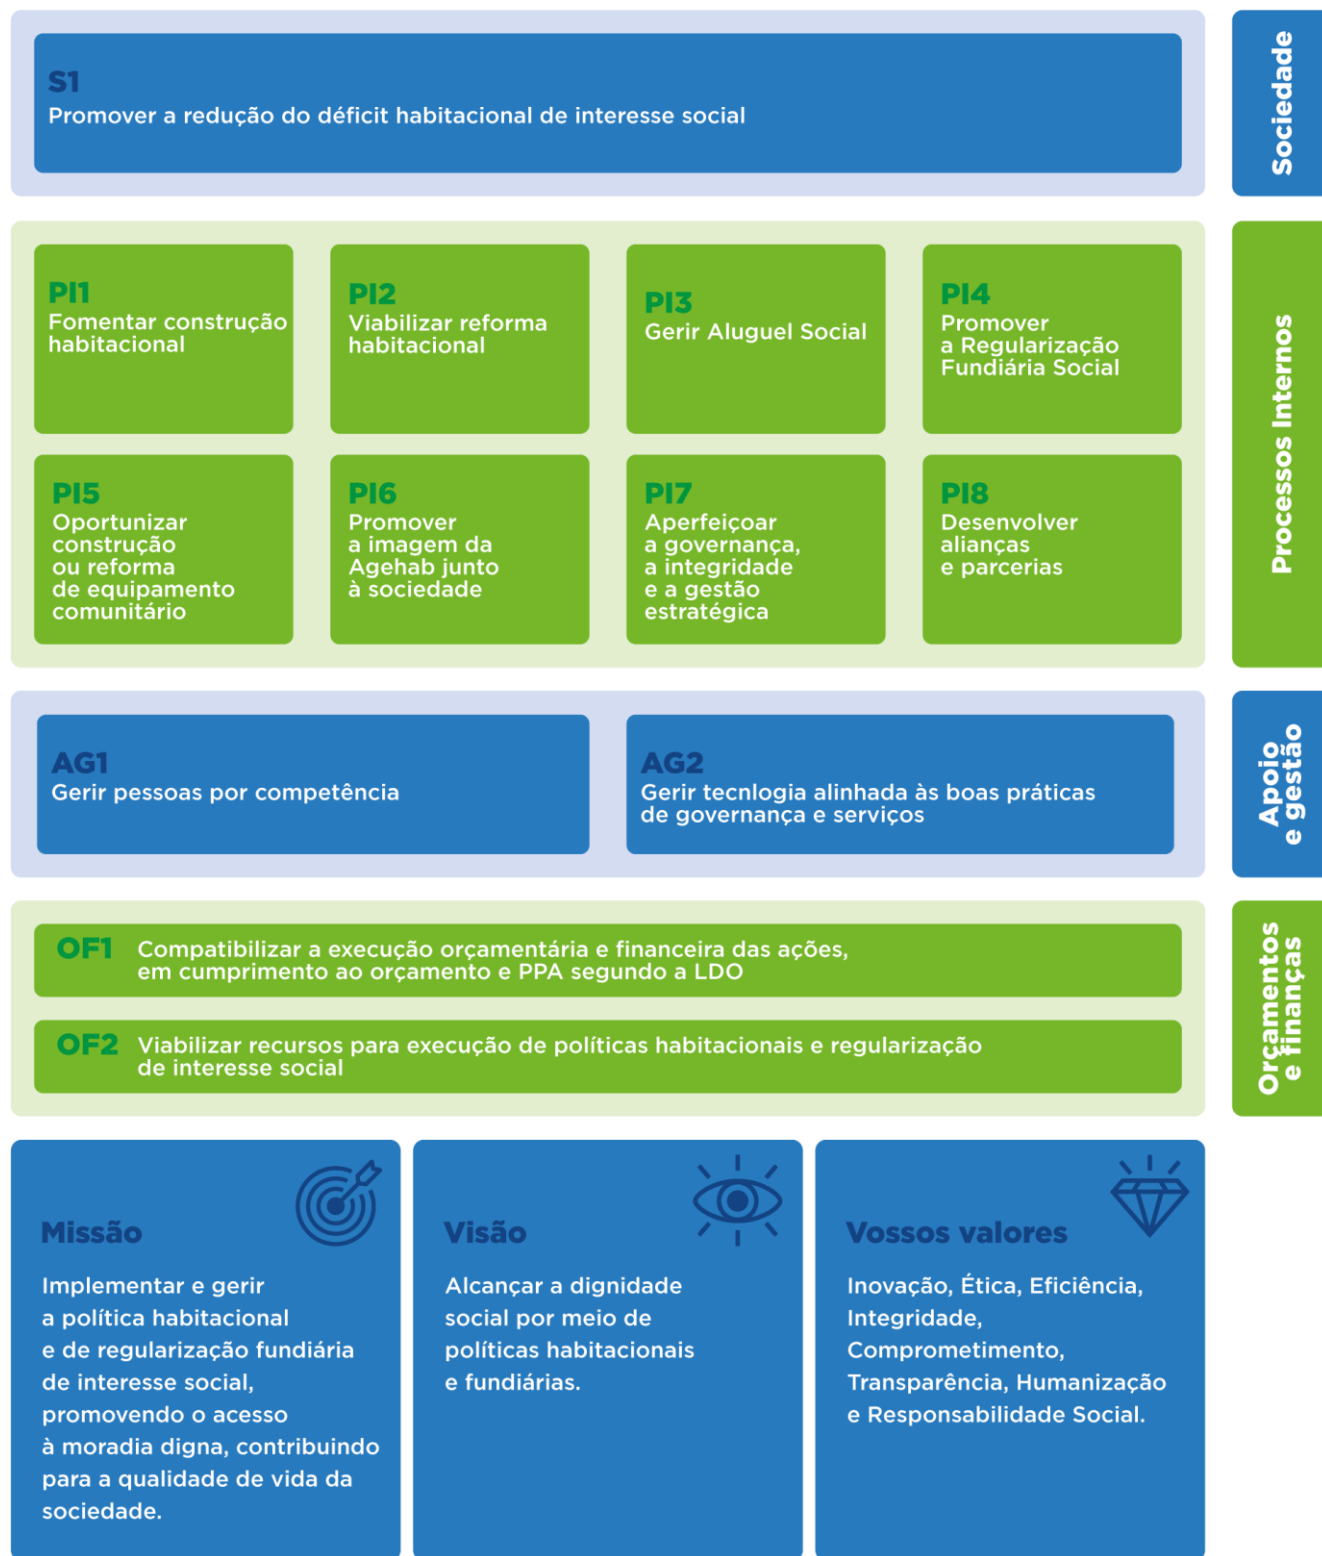 S1
Promover a redução do déficit habitacional de interesse social
Sociedade
PI1
Fomentar construção
habitacional
PI2
Viabilizar reforma
habitacional
PI3
Gerir Aluguel Social
PI4
Promover
a Regularização
Fundiária Social
PI5
Oportunizar
construção
ou reforma
de equipamento
comunitário
PI6
Promover
a imagem da
Agehab junto
à sociedade
PI7
Aperfeiçoar
a governança,
a integridade
e a gestão
estratégica
PI8
Desenvolver
alianças
e parcerias
Processos Internos
AG1
Gerir pessoas por competência
AG2
Gerir tecnlogia alinhada às boas práticas
de governança e serviços
Apoio
e gestão
OF1
Compatibilizar a execução orçamentária e financeira das ações,
em cumprimento ao orçamento e PPA segundo a LDO
OF2
Viabilizar recursos para execução de políticas habitacionais e regularização
de interesse social
Orçamentos
e finanças
Missão
Implementar e gerir
a política habitacional
e de regularização fundiária
de interesse social,
promovendo o acesso
à moradia digna, contribuindo
para a qualidade de vida da
sociedade.
Visão
Alcançar a dignidade
social por meio de
políticas habitacionais
e fundiárias.
Vossos valores
Inovação, Ética, Eficiência,
Integridade,
Comprometimento,
Transparência, Humanização
e Responsabilidade Social.